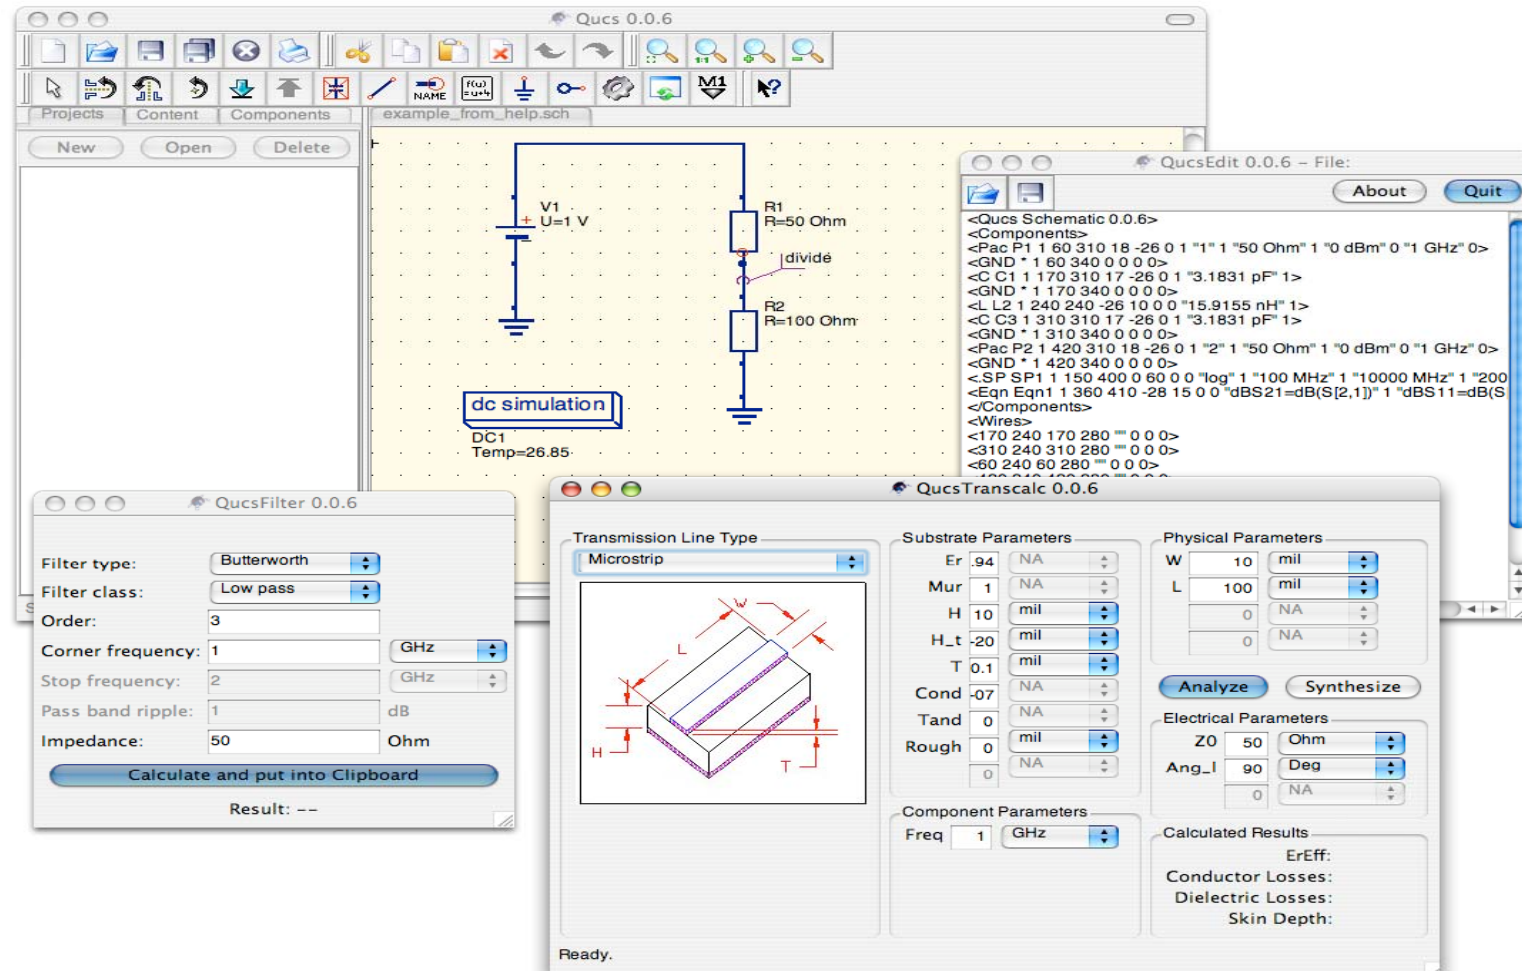 Qucs 0.0.6
NAME
f(u)
=u+4
M1
Projects Content Components
example_from_help.sch
New Open Delete
V1
U=1 V
R1
R=50 Ohm
divide
R2
R=100 Ohm
dc simulation
DC1
Temp=26.85
QucsEdit 0.0.6 – File:
About Quit
<Qucs Schematic 0.0.6>
<Components>
<Pac P1 1 60 310 18 -26 0 1 "1" 1 "50 Ohm" 1 "0 dBm" 0 "1 GHz" 0>
<GND * 1 60 340 0 0 0 0>
<C C1 1 170 310 17 -26 0 1 "3.1831 pF" 1>
<GND * 1 170 340 0 0 0 0>
<L L2 1 240 240 -26 10 0 0 "15.9155 nH" 1>
<C C3 1 310 310 17 -26 0 1 "3.1831 pF" 1>
<GND * 1 310 340 0 0 0 0>
<Pac P2 1 420 310 18 -26 0 1 "2" 1 "50 Ohm" 1 "0 dBm" 0 "1 GHz" 0>
<GND * 1 420 340 0 0 0 0>
<.SP SP1 1 150 400 0 60 0 0 "log" 1 "100 MHz" 1 "10000 MHz" 1 "200
<Eqn Eqn1 1 360 410 -28 15 0 0 "dBS21=dB(S[2,1])" 1 "dBS11=dB(S
</Components>
<Wires>
<170 240 170 280 "" 0 0 0>
<310 240 310 280 "" 0 0 0>
<60 240 60 280 "" 0 0 0>
QucsFilter 0.0.6
Filter type: Butterworth
Filter class: Low pass
Order: 3
Corner frequency: 1 GHz
Stop frequency: 2 GHz
Pass band ripple: 1 dB
Impedance: 50 Ohm
Calculate and put into Clipboard
Result: --
QucsTranscalc 0.0.6
Transmission Line Type
Microstrip
W
L
H
T
Substrate Parameters
Er .94 NA
Mur 1 NA
H 10 mil
H_t -20 mil
T 0.1 mil
Cond -07 NA
Tand 0 NA
Rough 0 mil
0 NA
Component Parameters
Freq 1 GHz
Physical Parameters
W 10 mil
L 100 mil
0 NA
0 NA
Analyze Synthesize
Electrical Parameters
Z0 50 Ohm
Ang_l 90 Deg
0 NA
Calculated Results
ErEff:
Conductor Losses:
Dielectric Losses:
Skin Depth:
Ready.